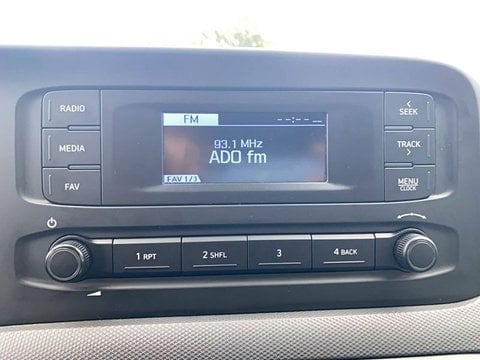 RADIO
MEDIA
FAV
FM
--:-- --
93.1 MHz
ADO fm
FAV 1/3
< SEEK
TRACK >
MENU
CLOCK
1 RPT
2 SHFL
3
4 BACK